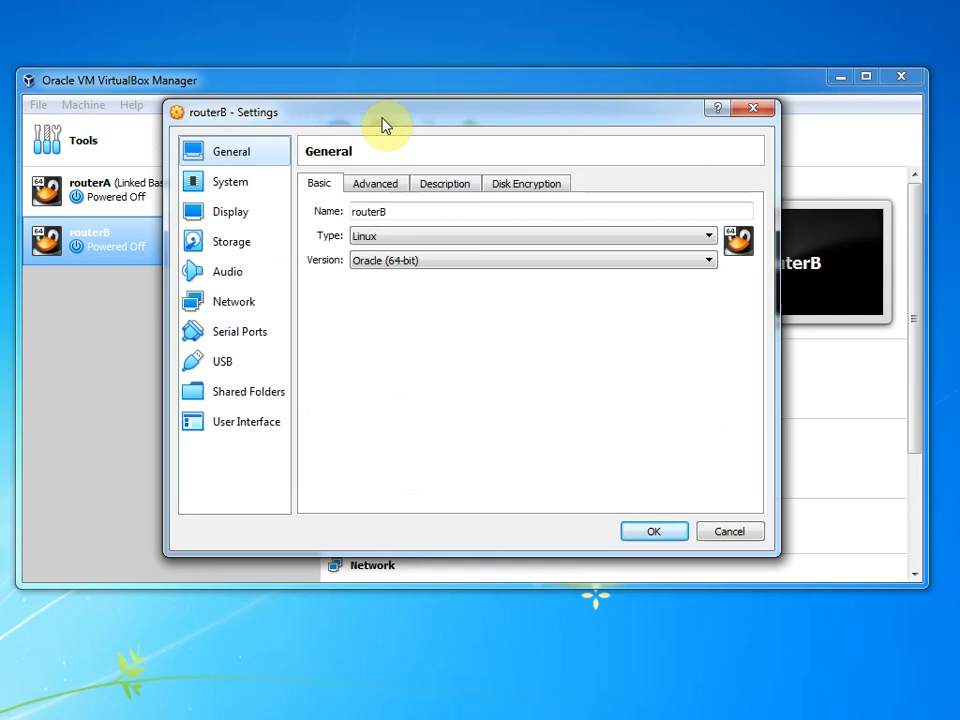 Oracle VM VirtualBox Manager
File Machine Help
Tools
routerA (Linked Bas
Powered Off
routerB
Powered Off
routerB - Settings
General
System
Display
Storage
Audio
Network
Serial Ports
USB
Shared Folders
User Interface
General
Basic Advanced Description Disk Encryption
Name: routerB
Type: Linux
Version: Oracle (64-bit)
64
64
64
OK Cancel
uterB
Network